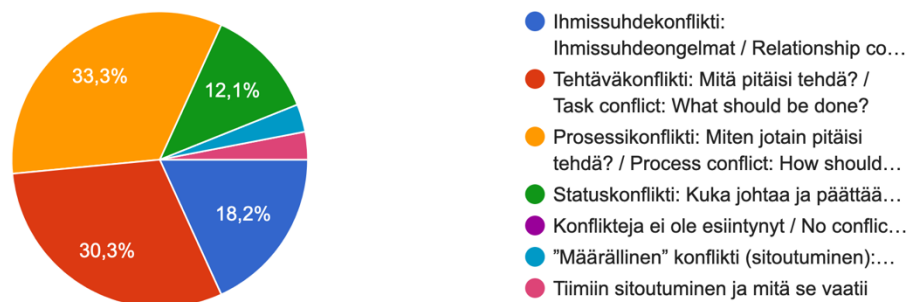 33,3%
12,1%
18,2%
30,3%
Ihmissuhdekonflikti:
Ihmissuhdeongelmat / Relationship co…
Tehtäväkonflikti: Mitä pitäisi tehdä? /
Task conflict: What should be done?
Prosessikonflikti: Miten jotain pitäisi
tehdä? / Process conflict: How should…
Statuskonflikti: Kuka johtaa ja päättää…
Konflikteja ei ole esiintynyt / No conflic…
”Määrällinen” konflikti (sitoutuminen):…
Tiimiin sitoutuminen ja mitä se vaatii